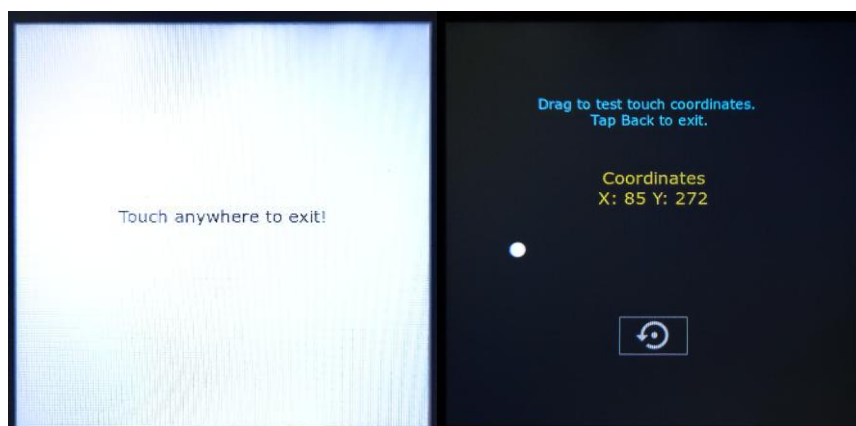 Touch anywhere to exit!
Drag to test touch coordinates.
Tap Back to exit.
Coordinates
X: 85 Y: 272